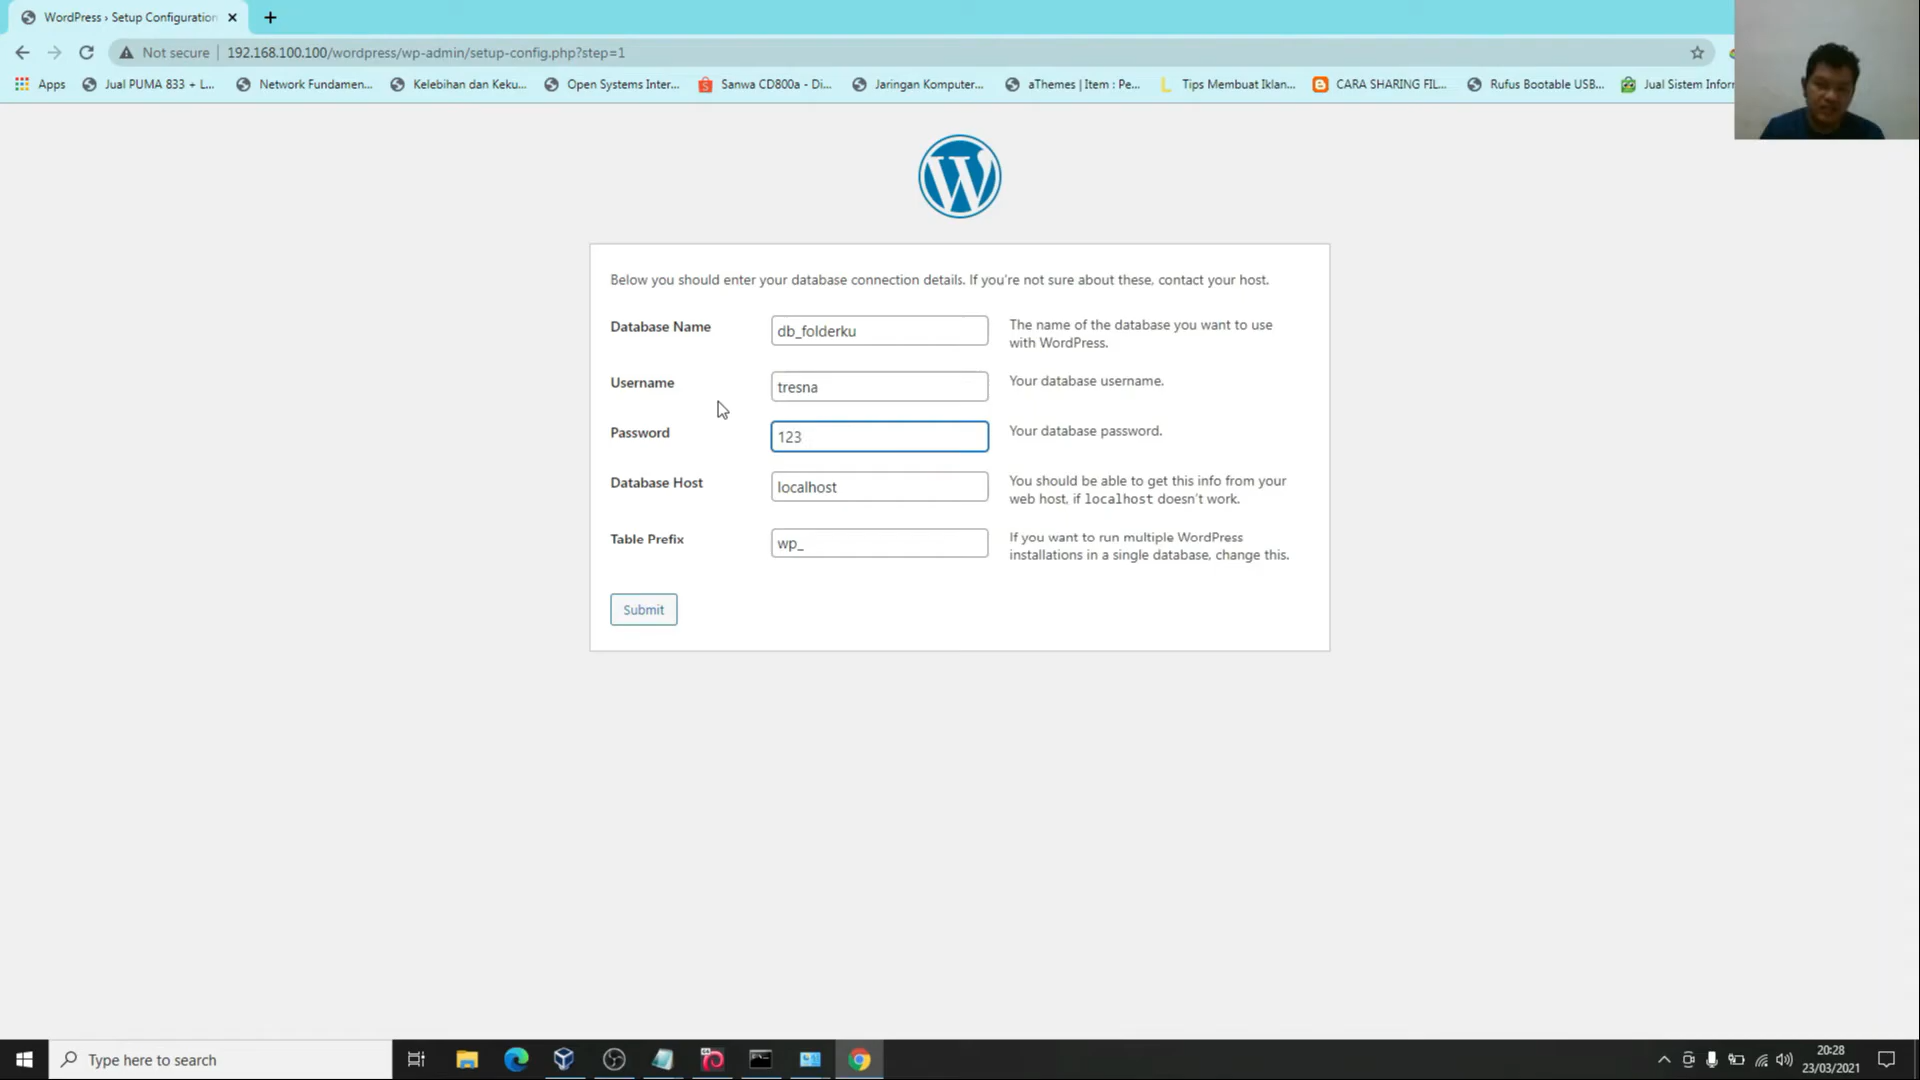 WordPress › Setup Configuration
Not secure
192.168.100.100/wordpress/wp-admin/setup-config.php?step=1
Apps
Jual PUMA 833 + L...
Network Fundamen...
Kelebihan dan Keku...
Open Systems Inter...
Sanwa CD800a - Di...
Jaringan Komputer...
aThemes | Item : Pe...
Tips Membuat Iklan...
CARA SHARING FIL...
Rufus Bootable USB...
Jual Sistem Infor
Below you should enter your database connection details. If you're not sure about these, contact your host.
Database Name
db_folderku
The name of the database you want to use
with WordPress.
Username
tresna
Your database username.
Password
123
Your database password.
Database Host
localhost
You should be able to get this info from your
web host, if localhost doesn't work.
Table Prefix
wp_
If you want to run multiple WordPress
installations in a single database, change this.
Submit
Type here to search
20:28
23/03/2021